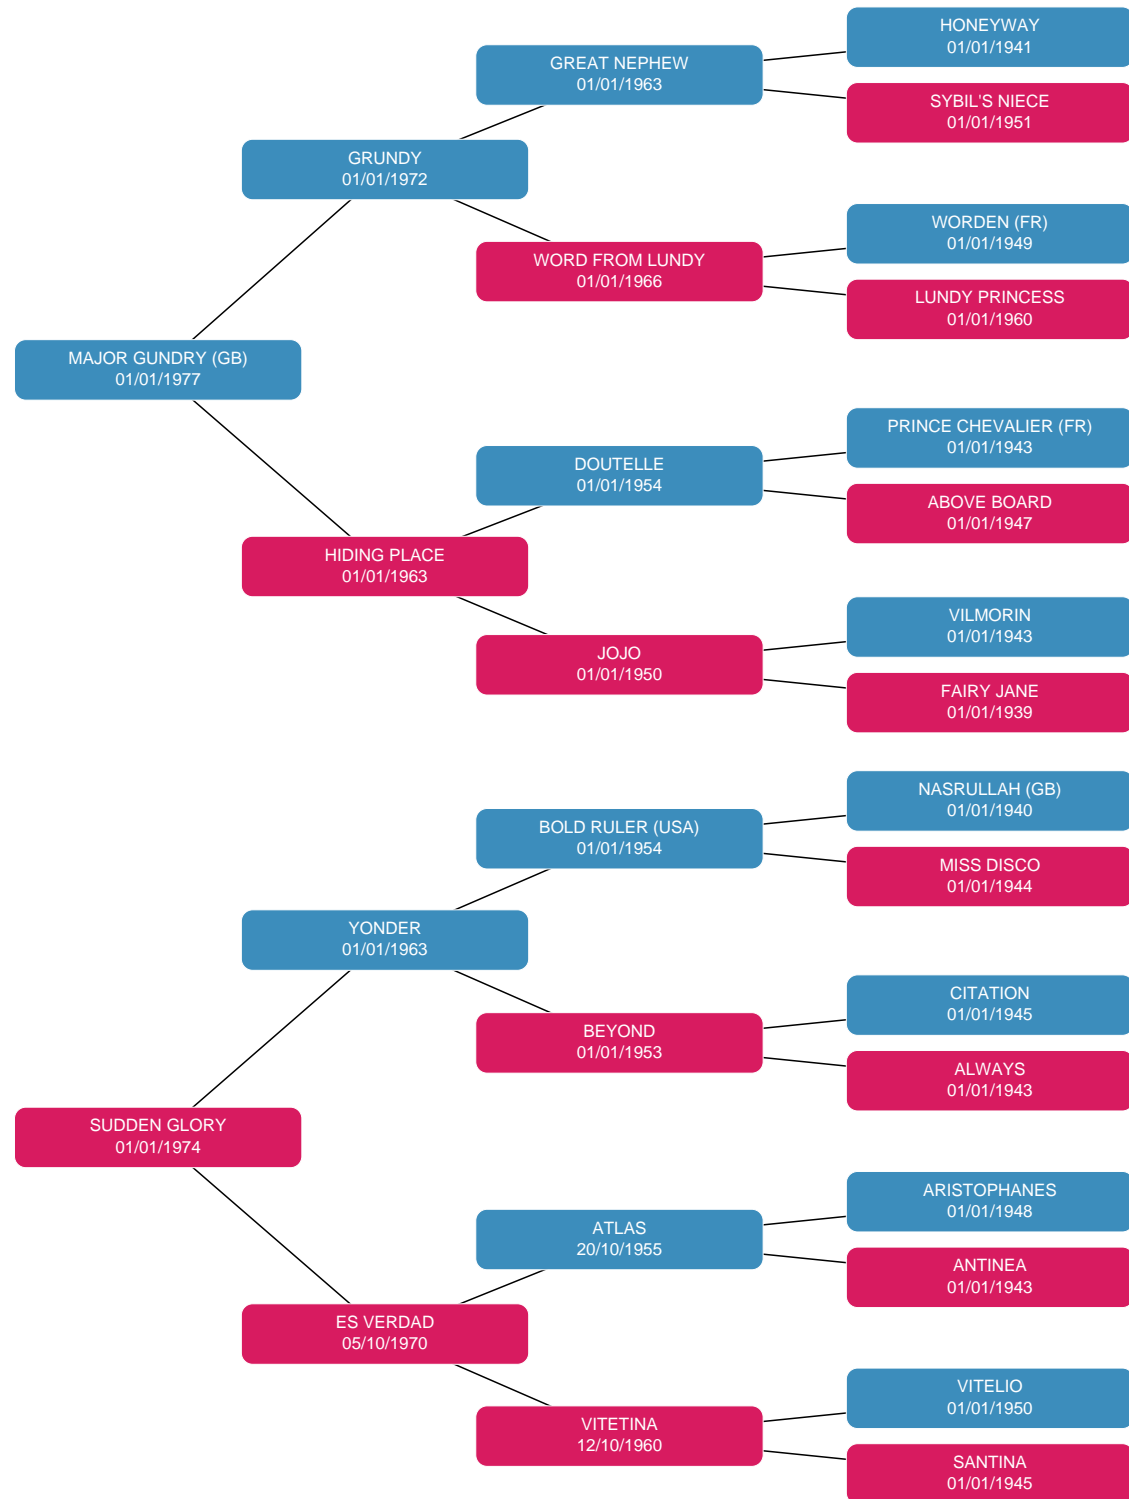 HONEYWAY
01/01/1941
GREAT NEPHEW
01/01/1963
SYBIL'S NIECE
01/01/1951
GRUNDY
01/01/1972
WORDEN (FR)
01/01/1949
WORD FROM LUNDY
01/01/1966
LUNDY PRINCESS
01/01/1960
MAJOR GUNDRY (GB)
01/01/1977
PRINCE CHEVALIER (FR)
01/01/1943
DOUTELLE
01/01/1954
ABOVE BOARD
01/01/1947
HIDING PLACE
01/01/1963
VILMORIN
01/01/1943
JOJO
01/01/1950
FAIRY JANE
01/01/1939
NASRULLAH (GB)
01/01/1940
BOLD RULER (USA)
01/01/1954
MISS DISCO
01/01/1944
YONDER
01/01/1963
CITATION
01/01/1945
BEYOND
01/01/1953
ALWAYS
01/01/1943
SUDDEN GLORY
01/01/1974
ARISTOPHANES
01/01/1948
ATLAS
20/10/1955
ANTINEA
01/01/1943
ES VERDAD
05/10/1970
VITELIO
01/01/1950
VITETINA
12/10/1960
SANTINA
01/01/1945